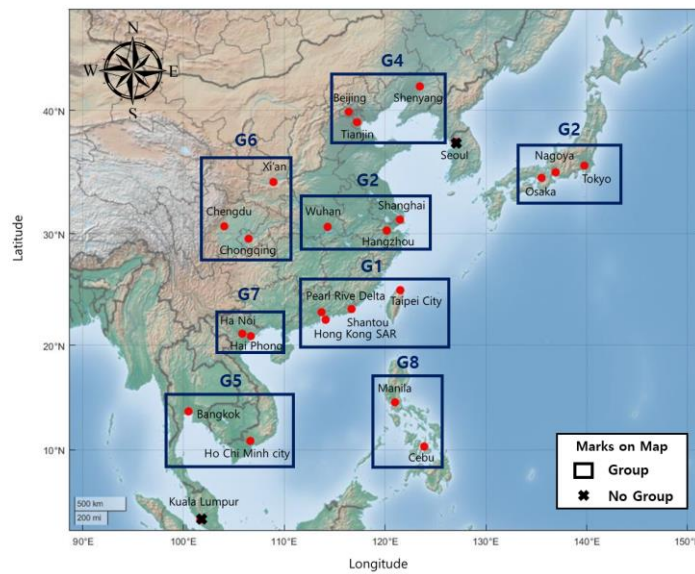 N
W
E
S
G4
Beijing
Shenyang
40°N
Tianjin
Seoul
G2
Nagoya
Osaka
Tokyo
G6
Xi'an
Chengdu
Chongqing
G2
Wuhan
Shanghai
Hangzhou
30°N
Latitude
G1
Pearl Rive Delta
Taipei City
Shantou
Hong Kong SAR
G7
Ha Nôi
Hai Phong
20°N
G8
Manila
Cebu
G5
Bangkok
Ho Chi Minh city
10°N
Marks on Map
Group
No Group
500 km
200 mi
Kuala Lumpur
90°E
100°E
110°E
120°E
130°E
140°E
150°E
Longitude